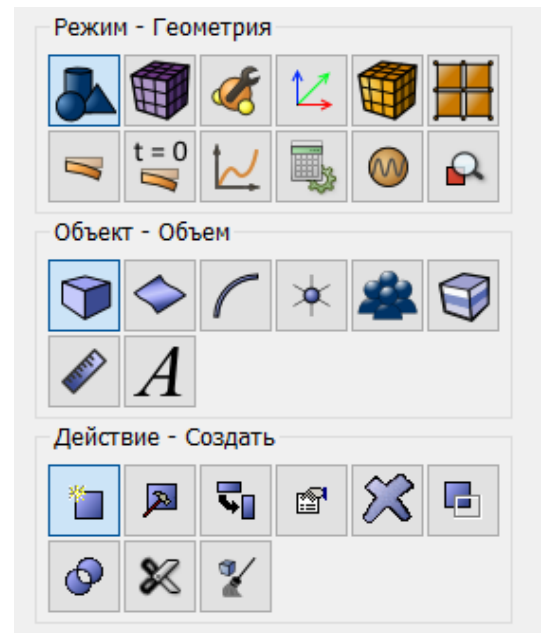 Режим - Геометрия
t = 0
Объект - Объем
A
Действие - Создать